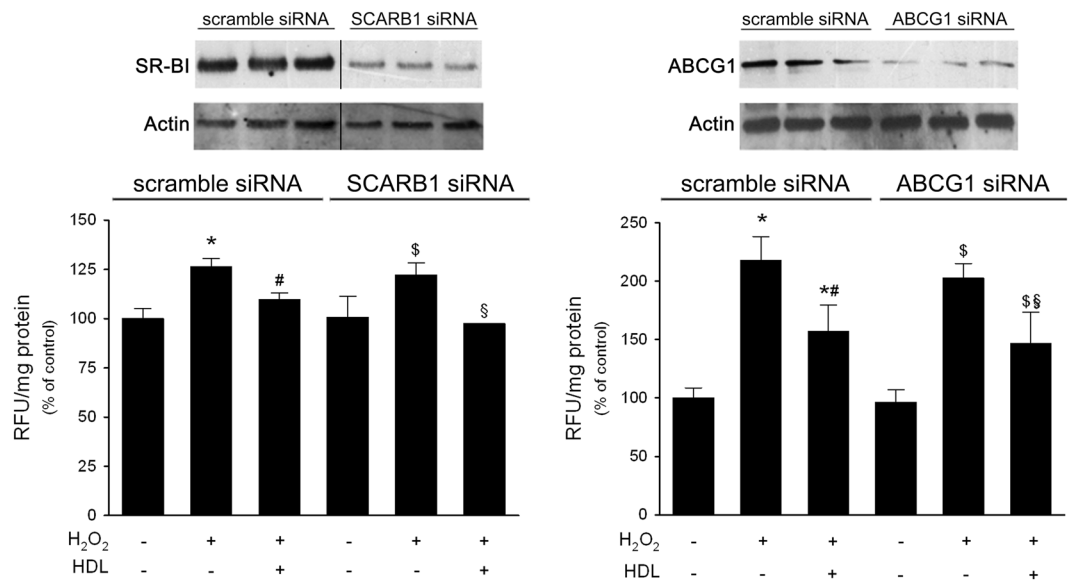 scramble siRNA SCARB1 siRNA
SR-BI
Actin
scramble siRNA SCARB1 siRNA
RFU/mg protein
(% of control)
150
125
100
75
50
25
0
*
#
$
§
H₂O₂ - + + - + +
HDL - - + - - +
scramble siRNA ABCG1 siRNA
ABCG1
Actin
scramble siRNA ABCG1 siRNA
RFU/mg protein
(% of control)
250
200
150
100
50
0
*
*#
$
$§
H₂O₂ - + + - + +
HDL - - + - - +